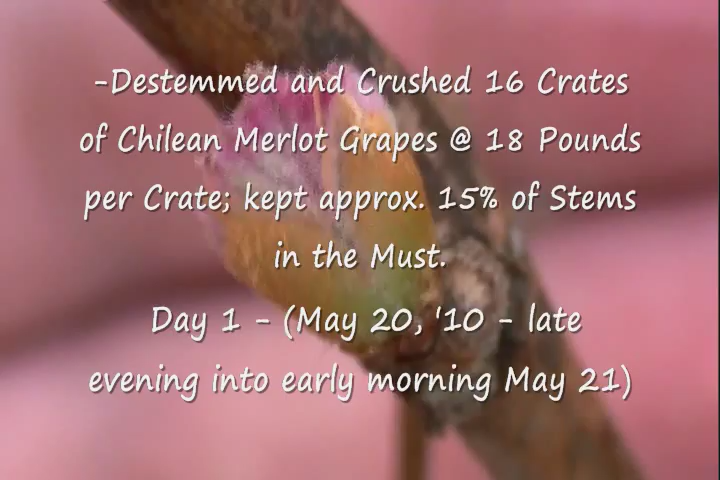 -Destemmed and Crushed 16 Crates
of Chilean Merlot Grapes @ 18 Pounds
per Crate; kept approx. 15% of Stems
in the Must.
Day 1 - (May 20, '10 - late
evening into early morning May 21)